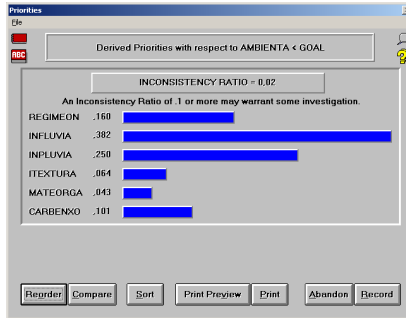 Priorities
File
ABC
Derived Priorities with respect to AMBIENTA < GOAL
INCONSISTENCY RATIO = 0,02
An Inconsistency Ratio of .1 or more may warrant some investigation.
REGIMEON ,160
INFLUVIA ,382
INPLUVIA ,250
ITEXTURA ,064
MATEORGA ,043
CARBENXO ,101
Reorder Compare Sort Print Preview Print Abandon Record